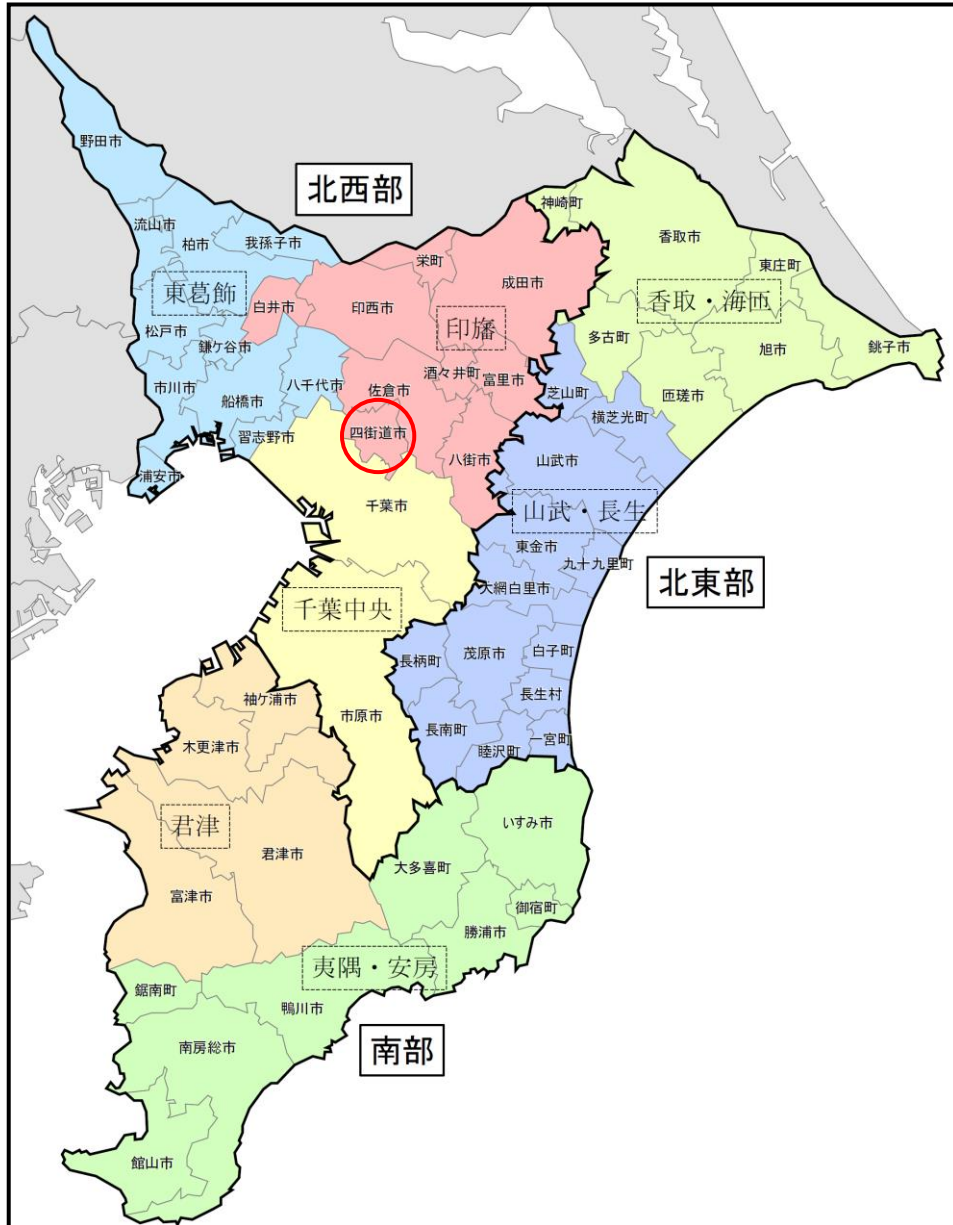 野田市
北西部
神崎町
流山市
柏市
我孫子市
香取市
栄町
成田市
東庄町
東葛飾
白井市
印西市
印旛
香取・海匝
松戸市
鎌ケ谷市
多古町
旭市
銚子市
市川市
船橋市
八千代市
佐倉市
酒々井町
富里市
芝山町
匝瑳市
横芝光町
習志野市
四街道市
八街市
山武市
浦安市
千葉市
山武・長生
東金市
九十九里町
大網白里市
北東部
千葉中央
長柄町
茂原市
白子町
袖ケ浦市
長生村
市原市
長南町
一宮町
木更津市
睦沢町
君津
いすみ市
君津市
大多喜町
富津市
御宿町
勝浦市
夷隅・安房
鋸南町
鴨川市
南房総市
南部
館山市